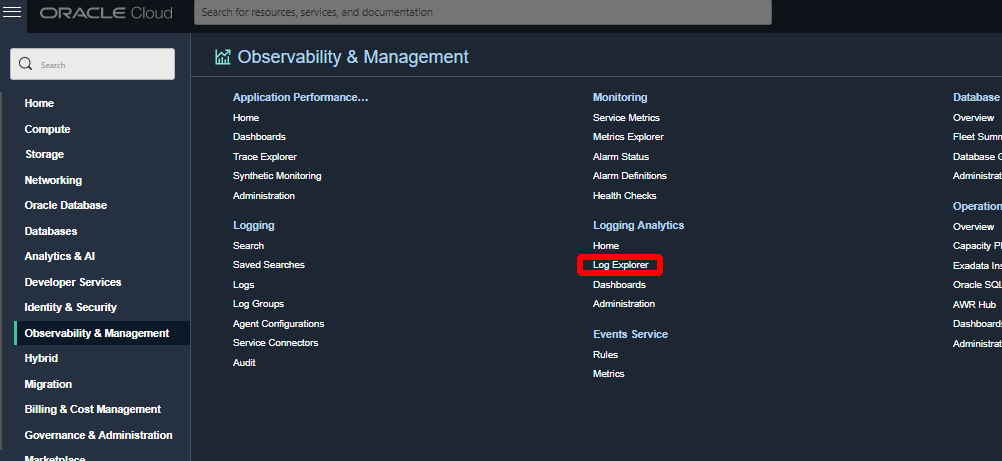 ORACLE Cloud
Search for resources, services, and documentation
Search
Home
Compute
Storage
Networking
Oracle Database
Databases
Analytics & AI
Developer Services
Identity & Security
Observability & Management
Hybrid
Migration
Billing & Cost Management
Governance & Administration
Marketplace
Observability & Management
Application Performance...
Home
Dashboards
Trace Explorer
Synthetic Monitoring
Administration
Logging
Search
Saved Searches
Logs
Log Groups
Agent Configurations
Service Connectors
Audit
Monitoring
Service Metrics
Metrics Explorer
Alarm Status
Alarm Definitions
Health Checks
Logging Analytics
Home
Log Explorer
Dashboards
Administration
Events Service
Rules
Metrics
Database
Overview
Fleet Summ
Database G
Administrat
Operation
Overview
Capacity Pl
Exadata Ins
Oracle SQL
AWR Hub
Dashboards
Administrat